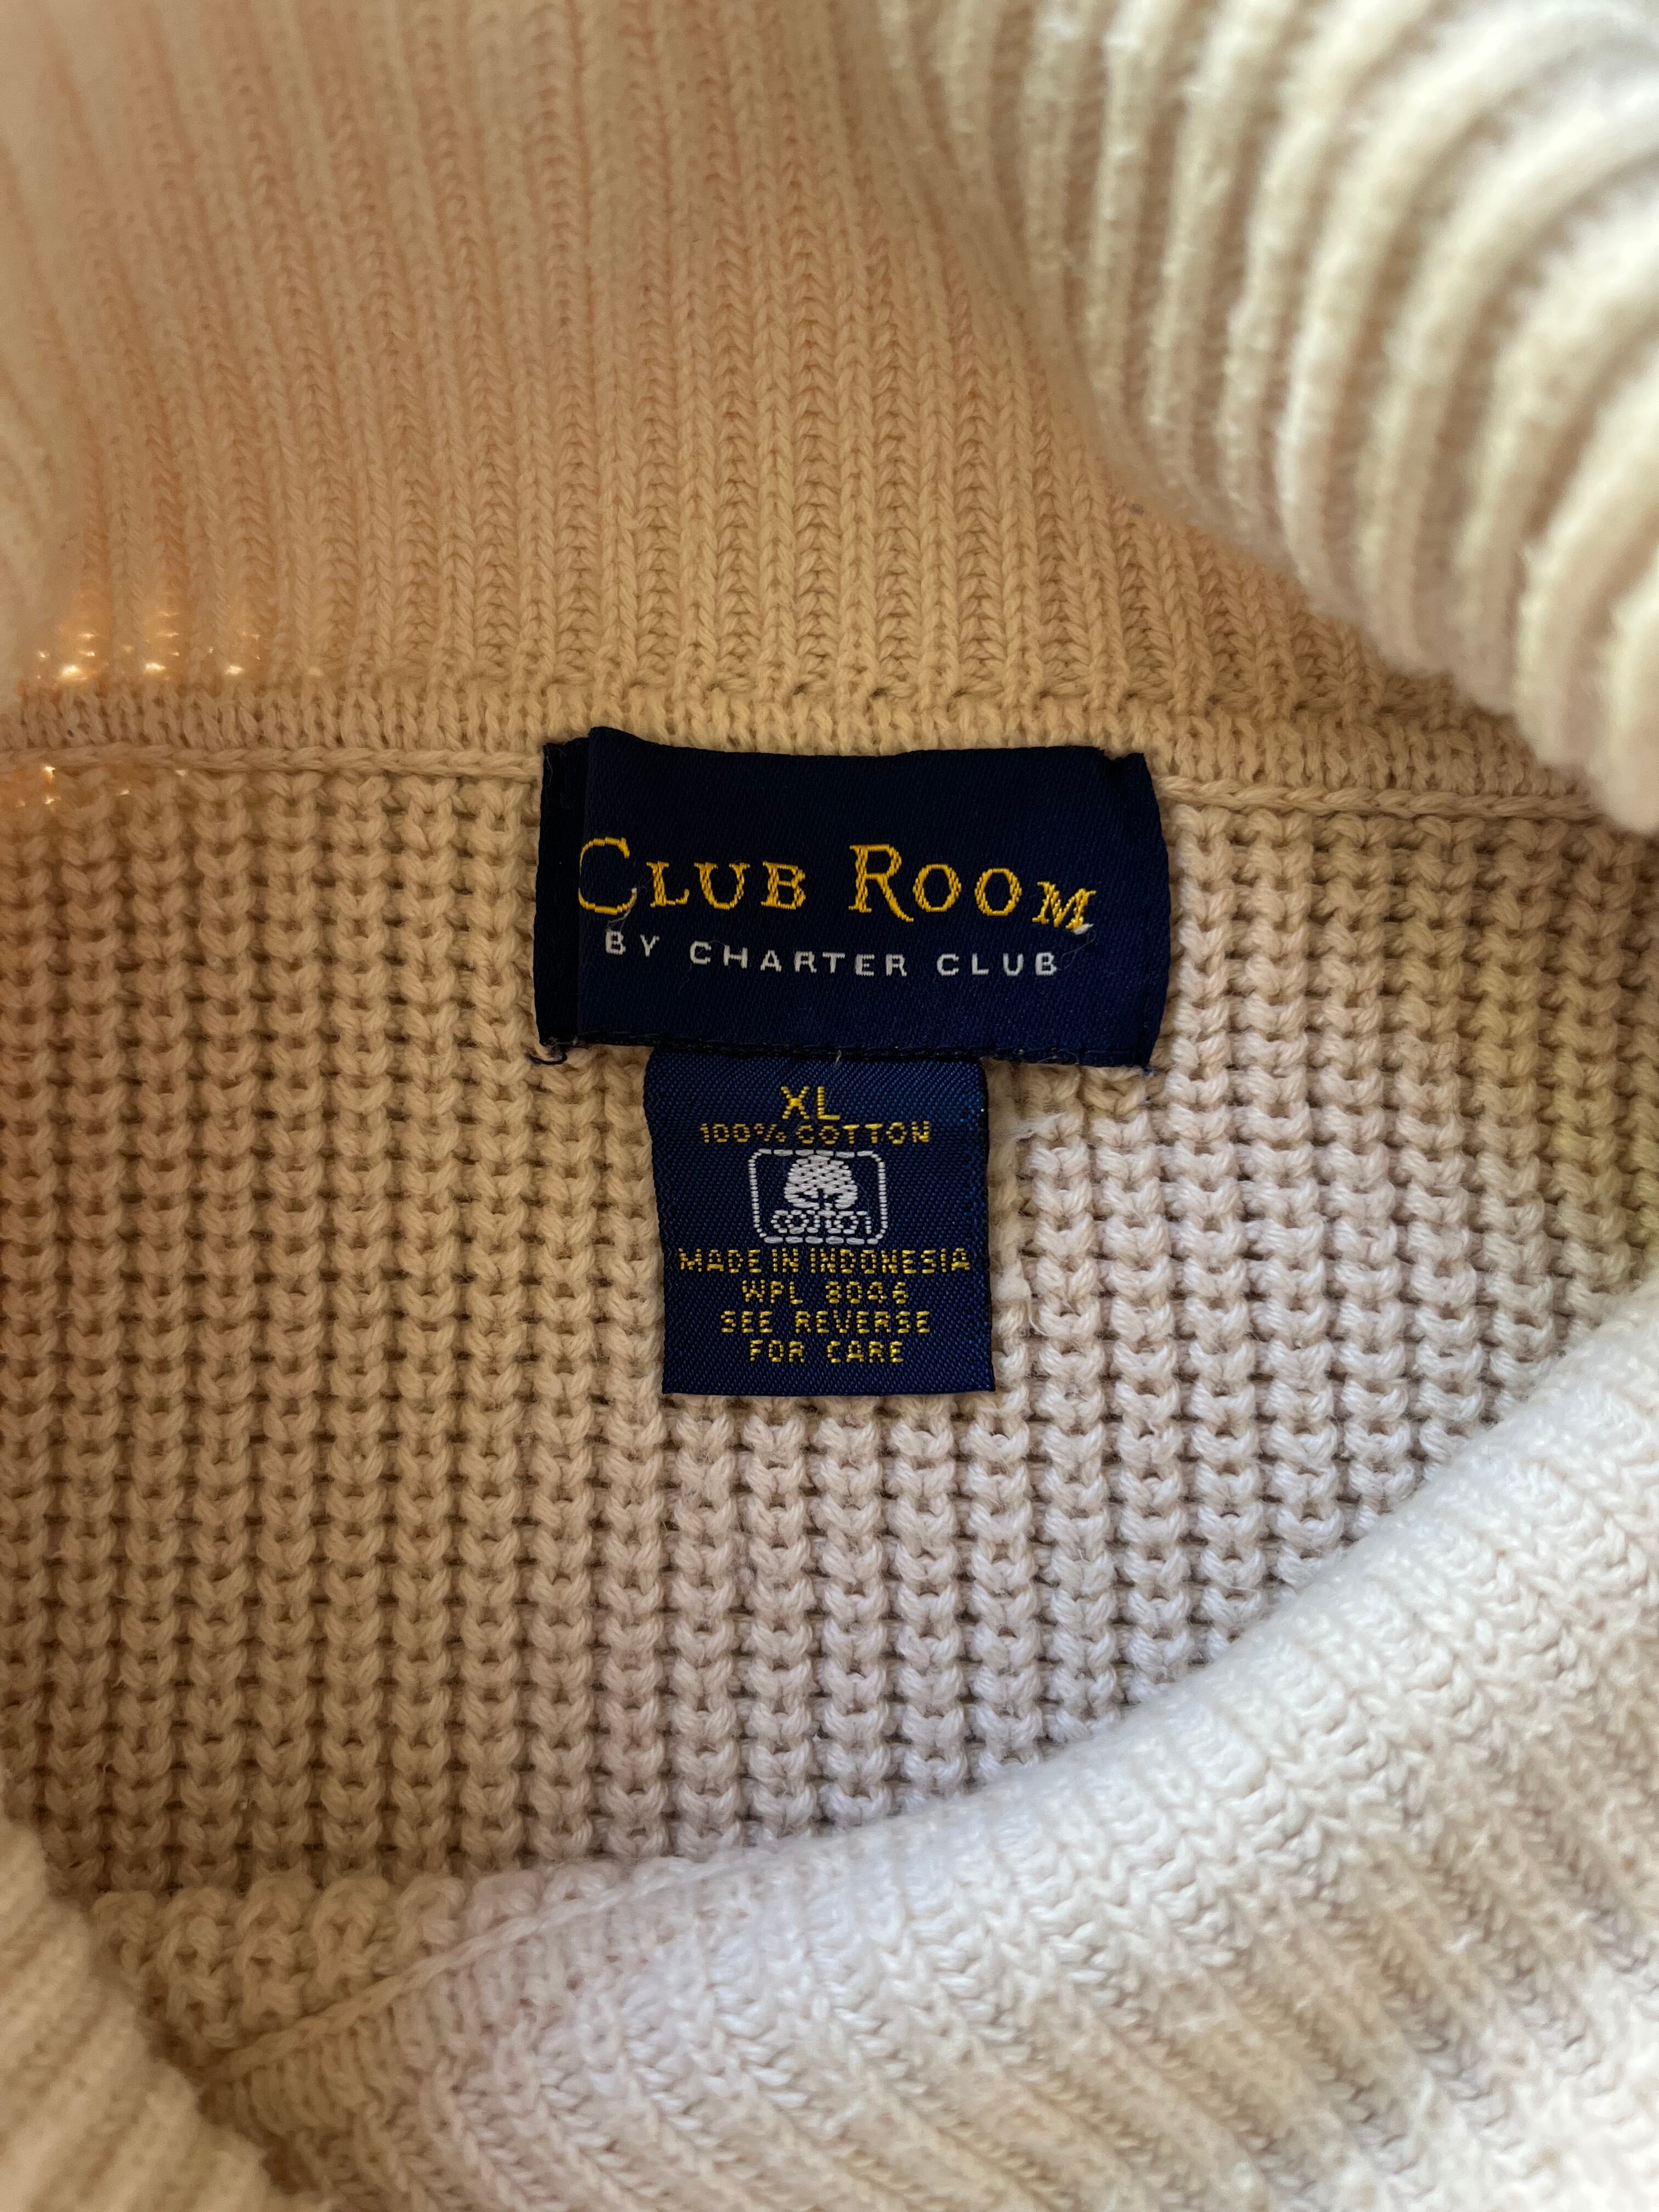 CLUB ROOM
BY CHARTER CLUB
XL
100% COTTON
COTTON
MADE IN INDONESIA
WPL 8046
SEE REVERSE
FOR CARE